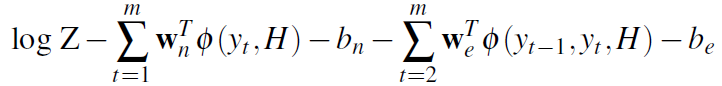 log Z − ∑_{t=1}^{m} w_n^T ϕ(y_t, H) − b_n − ∑_{t=2}^{m} w_e^T ϕ(y_{t−1}, y_t, H) − b_e